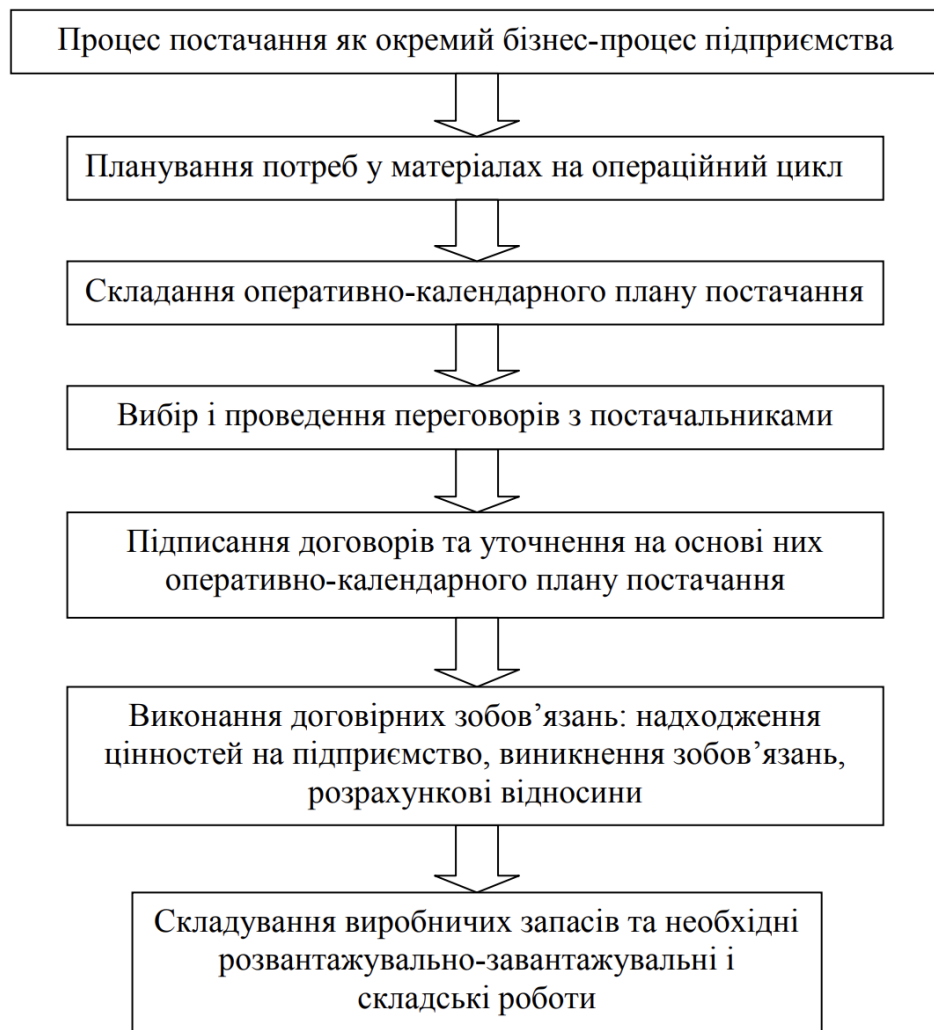 Процес постачання як окремий бізнес-процес підприємства
Планування потреб у матеріалах на операційний цикл
Складання оперативно-календарного плану постачання
Вибір і проведення переговорів з постачальниками
Підписання договорів та уточнення на основі них
оперативно-календарного плану постачання
Виконання договірних зобов’язань: надходження
цінностей на підприємство, виникнення зобов’язань,
розрахункові відносини
Складування виробничих запасів та необхідні
розвантажувально-завантажувальні і
складські роботи